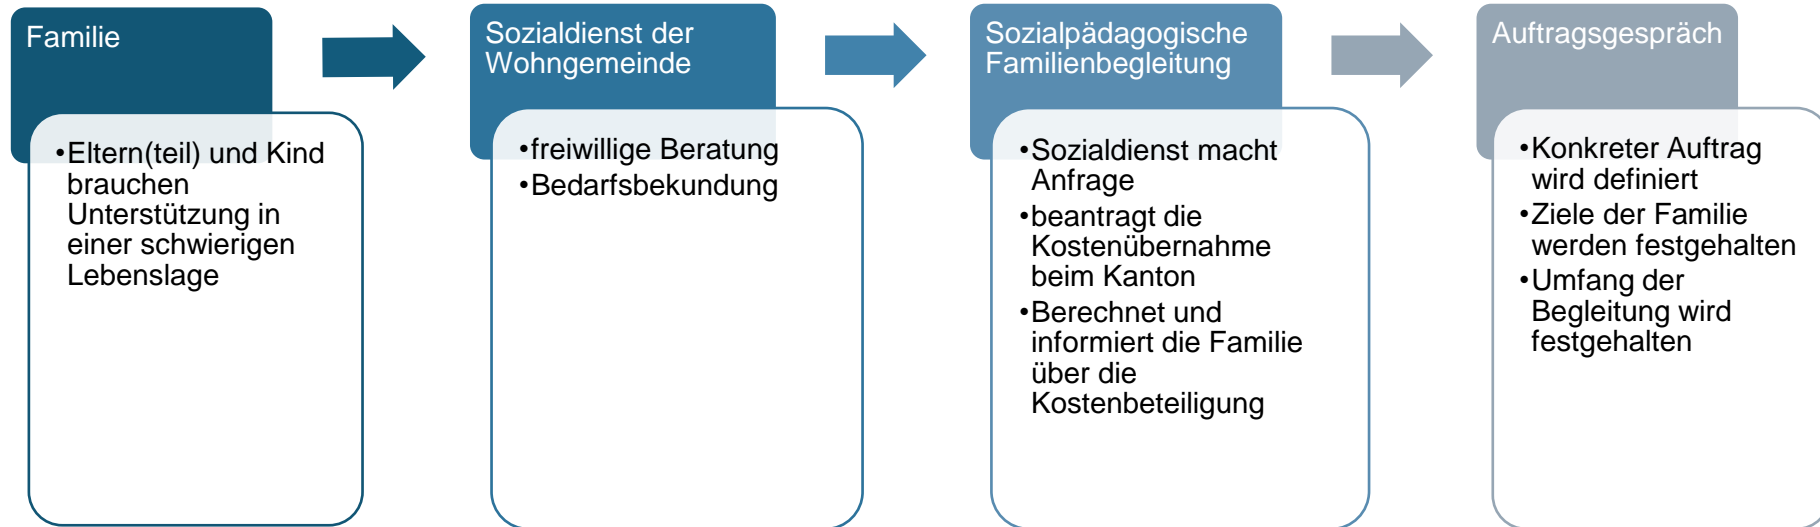 Familie
•Eltern(teil) und Kind
brauchen
Unterstützung in
einer schwierigen
Lebenslage
Sozialdienst der
Wohngemeinde
•freiwillige Beratung
•Bedarfsbekundung
Sozialpädagogische
Familienbegleitung
•Sozialdienst macht
Anfrage
•beantragt die
Kostenübernahme
beim Kanton
•Berechnet und
informiert die Familie
über die
Kostenbeteiligung
Auftragsgespräch
•Konkreter Auftrag
wird definiert
•Ziele der Familie
werden festgehalten
•Umfang der
Begleitung wird
festgehalten